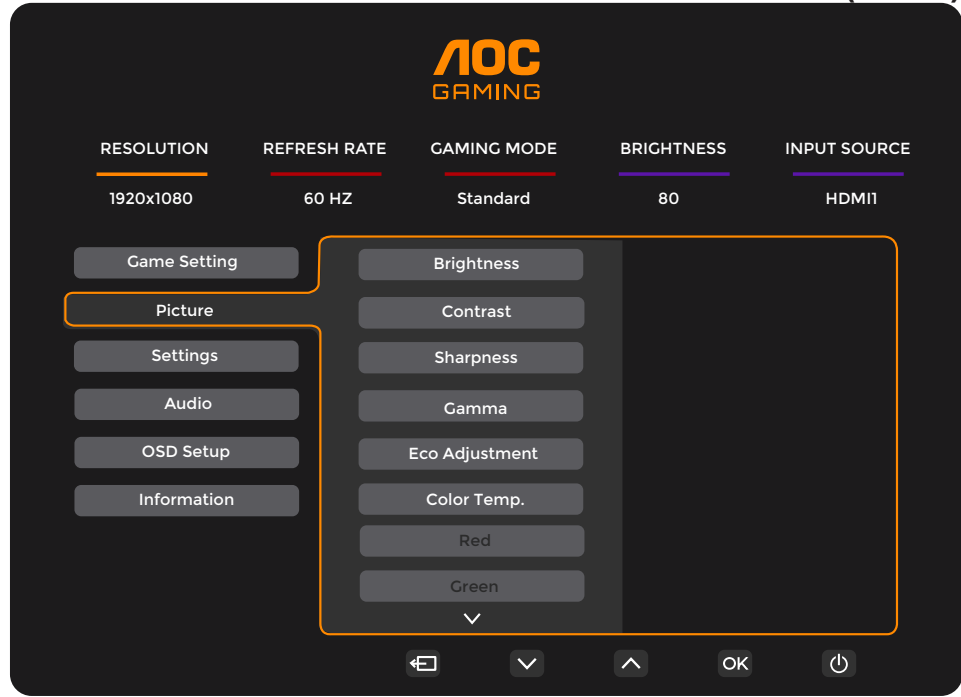 AOC
GAMING
RESOLUTION REFRESH RATE GAMING MODE BRIGHTNESS INPUT SOURCE
1920x1080 60 HZ Standard 80 HDMI1
Game Setting
Picture
Settings
Audio
OSD Setup
Information
Brightness
Contrast
Sharpness
Gamma
Eco Adjustment
Color Temp.
Red
Green
OK